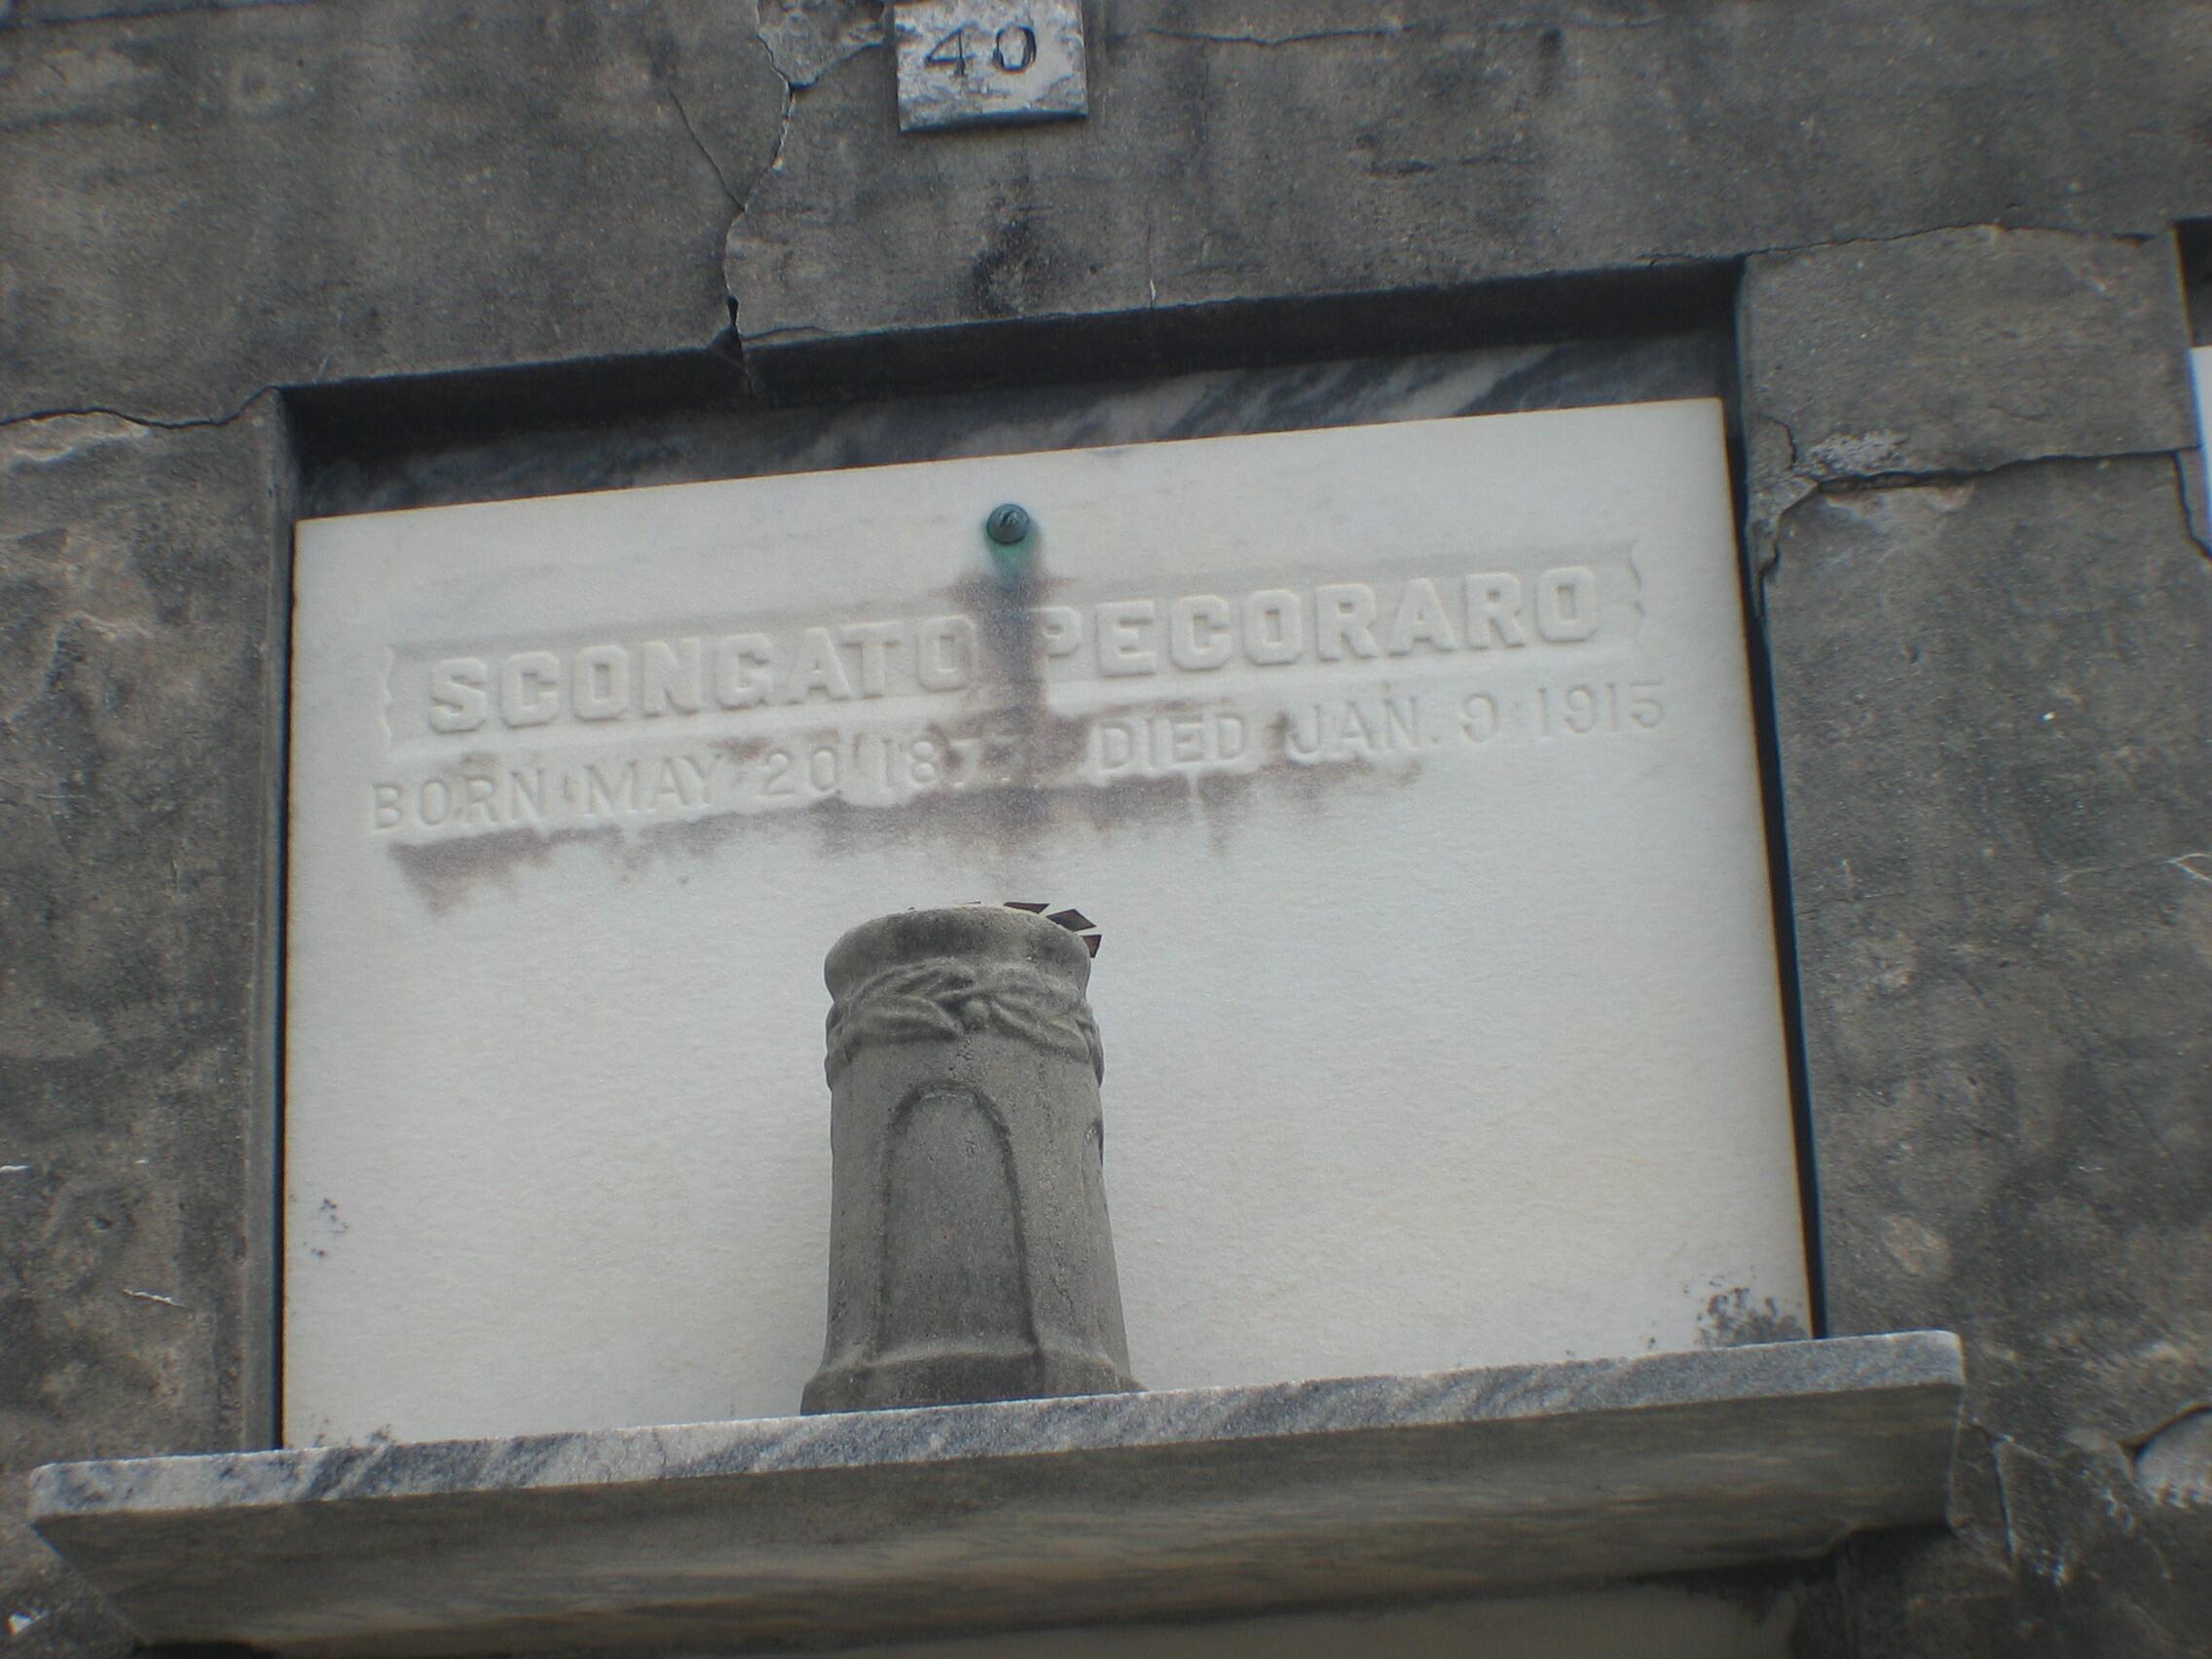 40
SCONGATO PECORARO
BORN MAY 20 DIED JAN. 9 1915